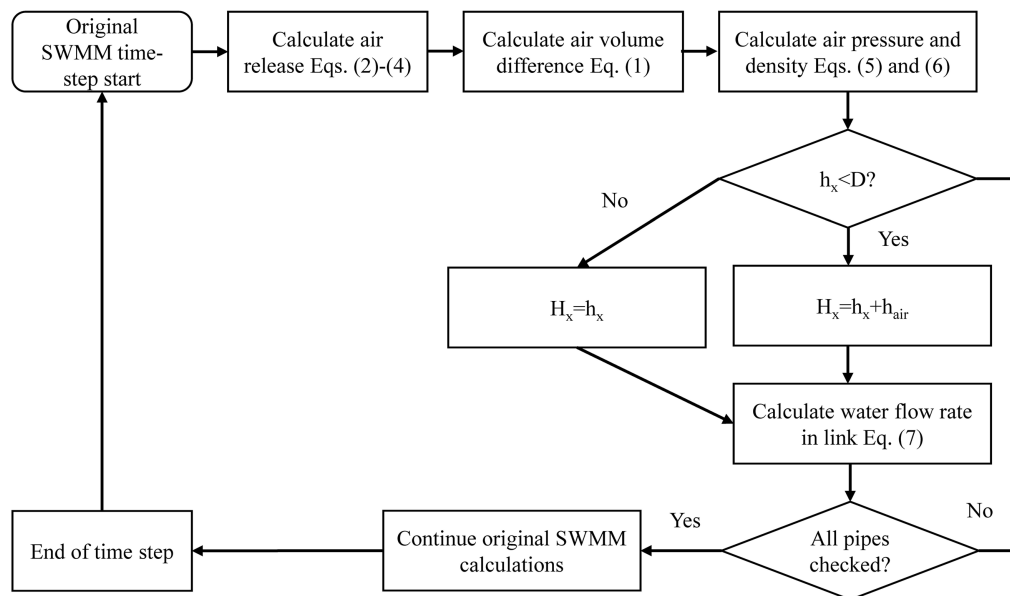 Original
SWMM time-
step start
Calculate air
release Eqs. (2)-(4)
Calculate air volume
difference Eq. (1)
Calculate air pressure and
density Eqs. (5) and (6)
hₓ<D?
No
Yes
Hₓ=hₓ
Hₓ=hₓ+hair
Calculate water flow rate
in link Eq. (7)
All pipes
checked?
No
Yes
Continue original SWMM
calculations
End of time step